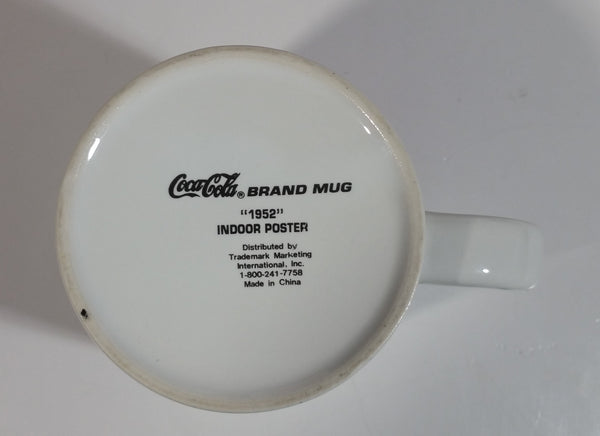 Coca-Cola® BRAND MUG
"1952"
INDOOR POSTER
Distributed by
Trademark Marketing
International, Inc.
1-800-241-7758
Made in China